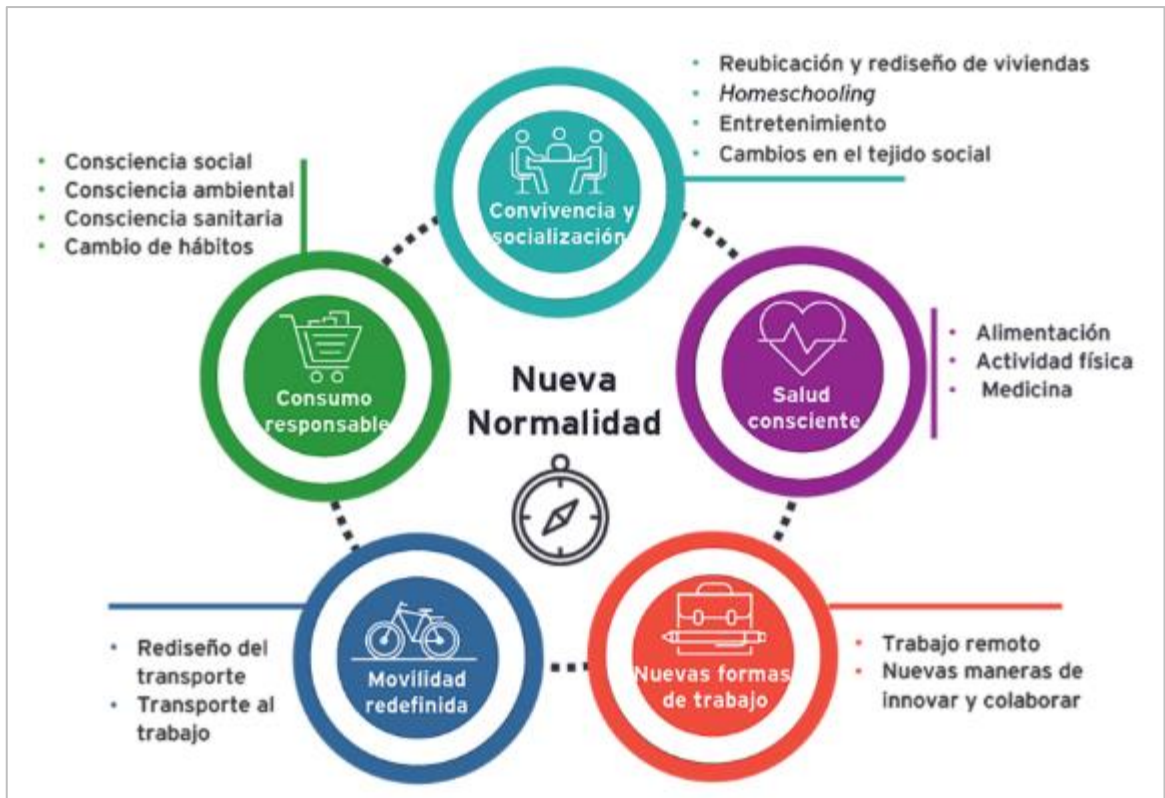 • Reubicación y rediseño de viviendas
• Homeschooling
• Entretenimiento
• Cambios en el tejido social
Convivencia y
socialización
• Consciencia social
• Consciencia ambiental
• Consciencia sanitaria
• Cambio de hábitos
Consumo
responsable
Nueva
Normalidad
Salud
consciente
• Alimentación
• Actividad física
• Medicina
Movilidad
redefinida
• Rediseño del
transporte
• Transporte al
trabajo
Nuevas formas
de trabajo
• Trabajo remoto
• Nuevas maneras de
innovar y colaborar